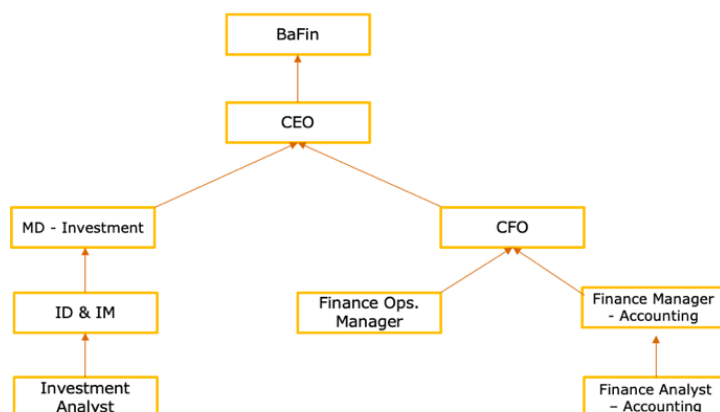 BaFin
CEO
MD - Investment
CFO
ID & IM
Finance Ops.
Manager
Finance Manager
- Accounting
Investment
Analyst
Finance Analyst
– Accounting